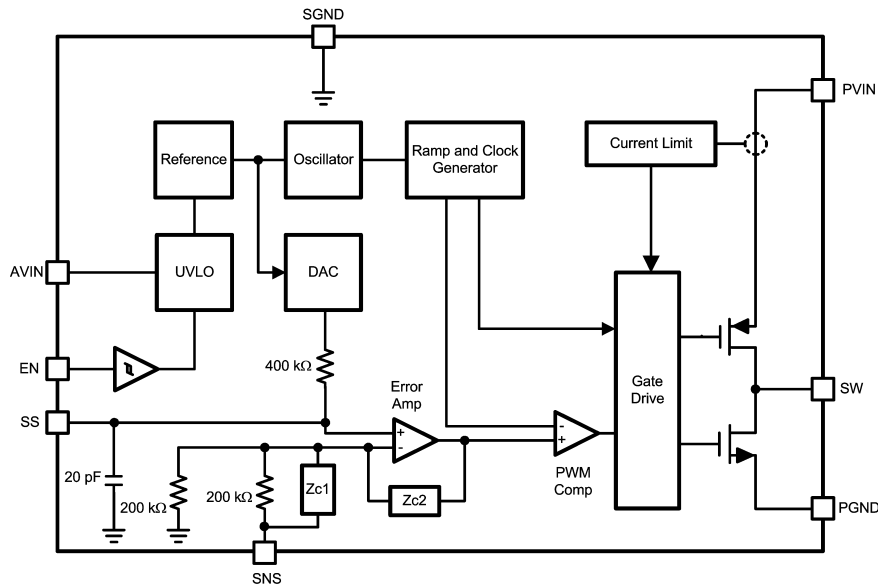 SGND
PVIN
Reference
Oscillator
Ramp and Clock
Generator
Current Limit
AVIN
UVLO
DAC
EN
400 kΩ
Error
Amp
Gate
Drive
SW
SS
+
-
-
+
20 pF
200 kΩ
200 kΩ
Zc1
Zc2
PWM
Comp
PGND
SNS